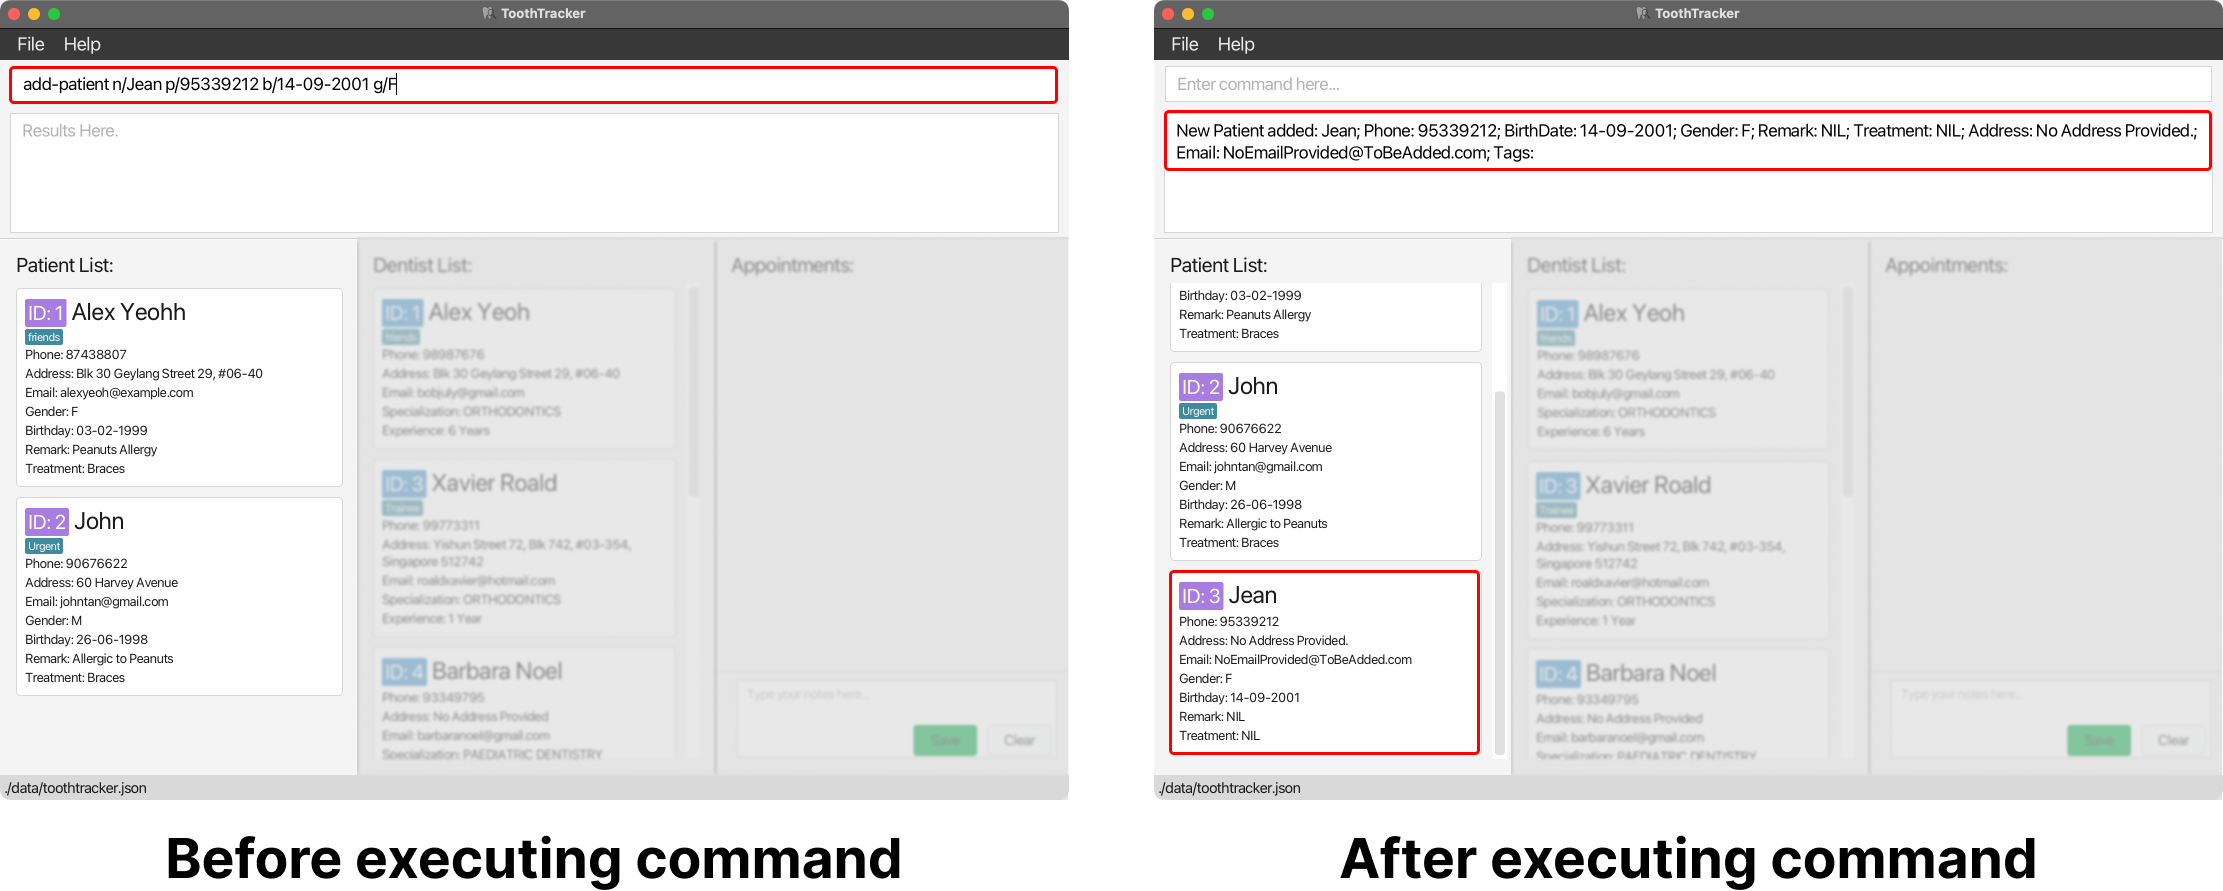 ToothTracker
File Help
add-patient n/Jean p/95339212 b/14-09-2001 g/F
Results Here.
Patient List:
ID: 1 Alex Yeohh
friends
Phone: 87438807
Address: Blk 30 Geylang Street 29, #06-40
Email: alexyeoh@example.com
Gender: F
Birthday: 03-02-1999
Remark: Peanuts Allergy
Treatment: Braces
ID: 2 John
Urgent
Phone: 90676622
Address: 60 Harvey Avenue
Email: johntan@gmail.com
Gender: M
Birthday: 26-06-1998
Remark: Allergic to Peanuts
Treatment: Braces
Dentist List:
ID: 1 Alex Yeoh
friends
Phone: 98987676
Address: Blk 30 Geylang Street 29, #06-40
Email: bobjuly@gmail.com
Specialization: ORTHODONTICS
Experience: 6 Years
ID: 3 Xavier Roald
Trainee
Phone: 99773311
Address: Yishun Street 72, Blk 742, #03-354,
Singapore 512742
Email: roaldxavier@hotmail.com
Specialization: ORTHODONTICS
Experience: 1 Year
ID: 4 Barbara Noel
Phone: 93349795
Address: No Address Provided
Email: barbaranoel@gmail.com
Specialization: PAEDIATRIC DENTISTRY
Appointments:
Type your notes here...
Save Clear
./data/toothtracker.json
Before executing command
ToothTracker
File Help
Enter command here...
New Patient added: Jean; Phone: 95339212; BirthDate: 14-09-2001; Gender: F; Remark: NIL; Treatment: NIL; Address: No Address Provided.;
Email: NoEmailProvided@ToBeAdded.com; Tags:
Patient List:
Birthday: 03-02-1999
Remark: Peanuts Allergy
Treatment: Braces
ID: 2 John
Urgent
Phone: 90676622
Address: 60 Harvey Avenue
Email: johntan@gmail.com
Gender: M
Birthday: 26-06-1998
Remark: Allergic to Peanuts
Treatment: Braces
ID: 3 Jean
Phone: 95339212
Address: No Address Provided.
Email: NoEmailProvided@ToBeAdded.com
Gender: F
Birthday: 14-09-2001
Remark: NIL
Treatment: NIL
Dentist List:
ID: 1 Alex Yeoh
friends
Phone: 98987676
Address: Blk 30 Geylang Street 29, #06-40
Email: bobjuly@gmail.com
Specialization: ORTHODONTICS
Experience: 6 Years
ID: 3 Xavier Roald
Trainee
Phone: 99773311
Address: Yishun Street 72, Blk 742, #03-354,
Singapore 512742
Email: roaldxavier@hotmail.com
Specialization: ORTHODONTICS
Experience: 1 Year
ID: 4 Barbara Noel
Phone: 93349795
Address: No Address Provided
Email: barbaranoel@gmail.com
Specialization: PAEDIATRIC DENTISTRY
Appointments:
Type your notes here...
Save Clear
./data/toothtracker.json
After executing command